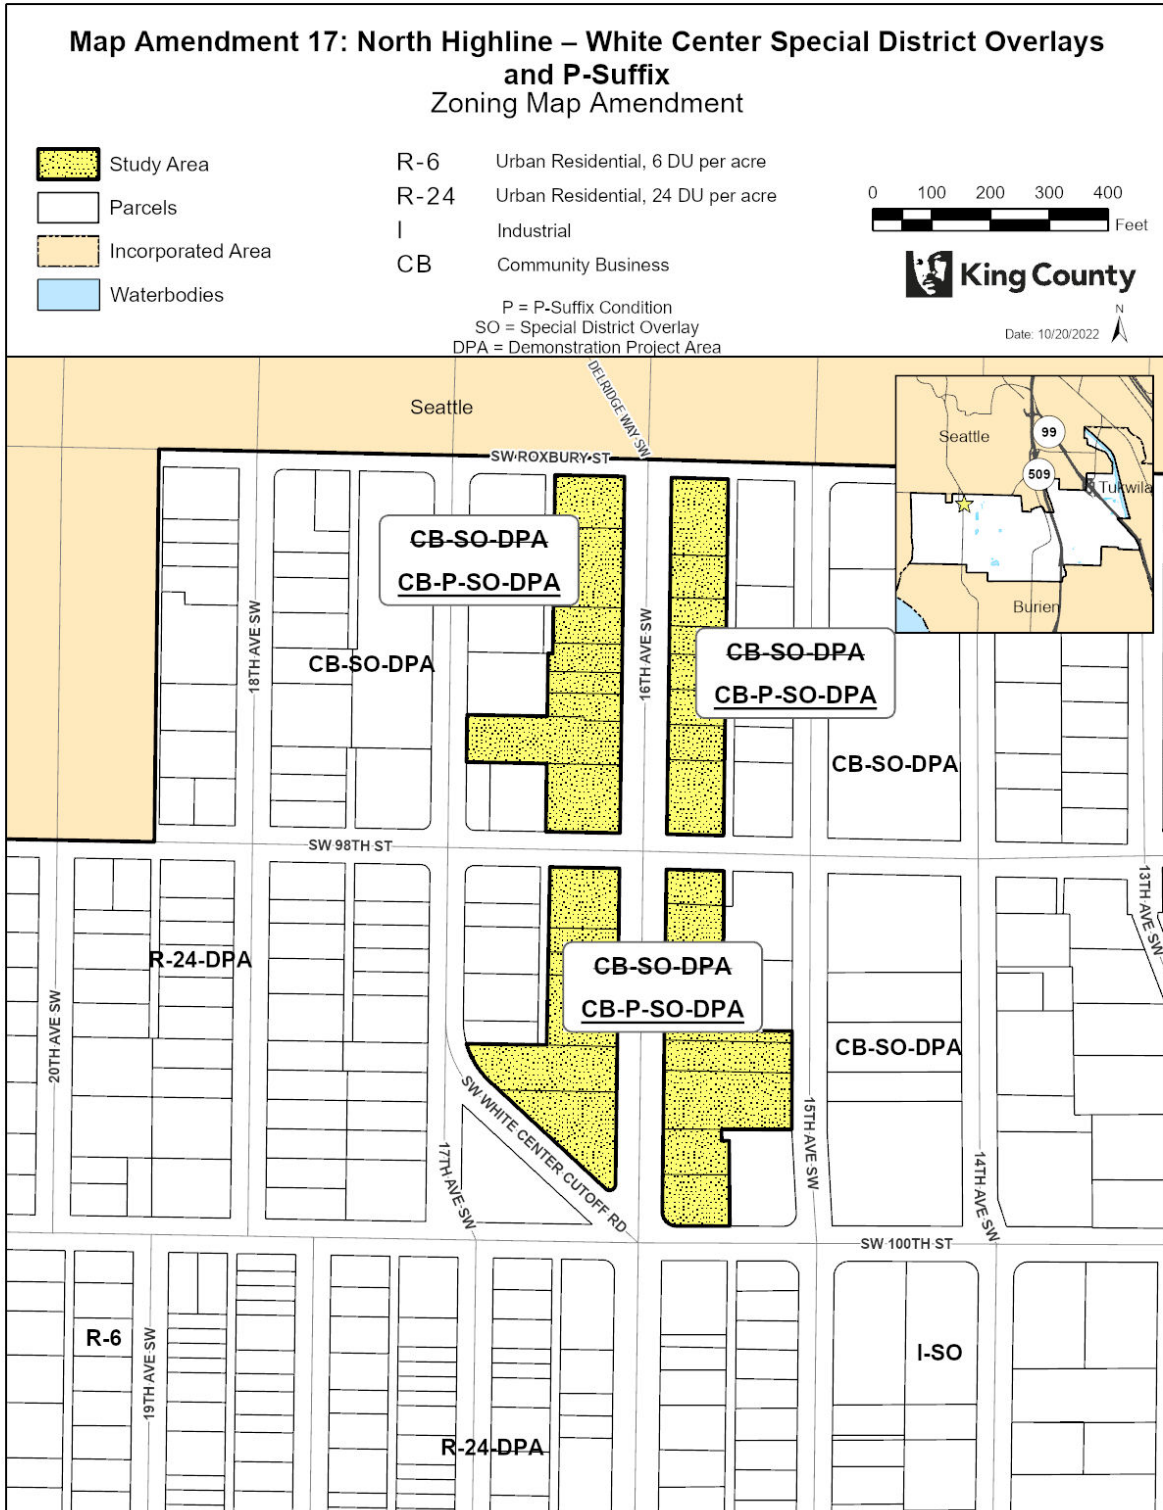 Map Amendment 17: North Highline – White Center Special District Overlays
and P-Suffix
Zoning Map Amendment
Study Area
Parcels
Incorporated Area
Waterbodies
R-6 Urban Residential, 6 DU per acre
R-24 Urban Residential, 24 DU per acre
I Industrial
CB Community Business
P = P-Suffix Condition
SO = Special District Overlay
DPA = Demonstration Project Area
0 100 200 300 400
Feet
King County
N
Date: 10/20/2022
Seattle
DELRIDGE WAY SW
SW ROXBURY ST
Seattle
99
509
Tukwila
Burien
CB-SO-DPA
CB-P-SO-DPA
18TH AVE SW
16TH AVE SW
CB-SO-DPA
CB-SO-DPA
CB-P-SO-DPA
CB-SO-DPA
SW 98TH ST
13TH AVE SW
R-24-DPA
CB-SO-DPA
CB-P-SO-DPA
20TH AVE SW
CB-SO-DPA
SW WHITE CENTER CUTOFF RD
17TH AVE SW
15TH AVE SW
14TH AVE SW
SW 100TH ST
R-6
19TH AVE SW
I-SO
R-24-DPA